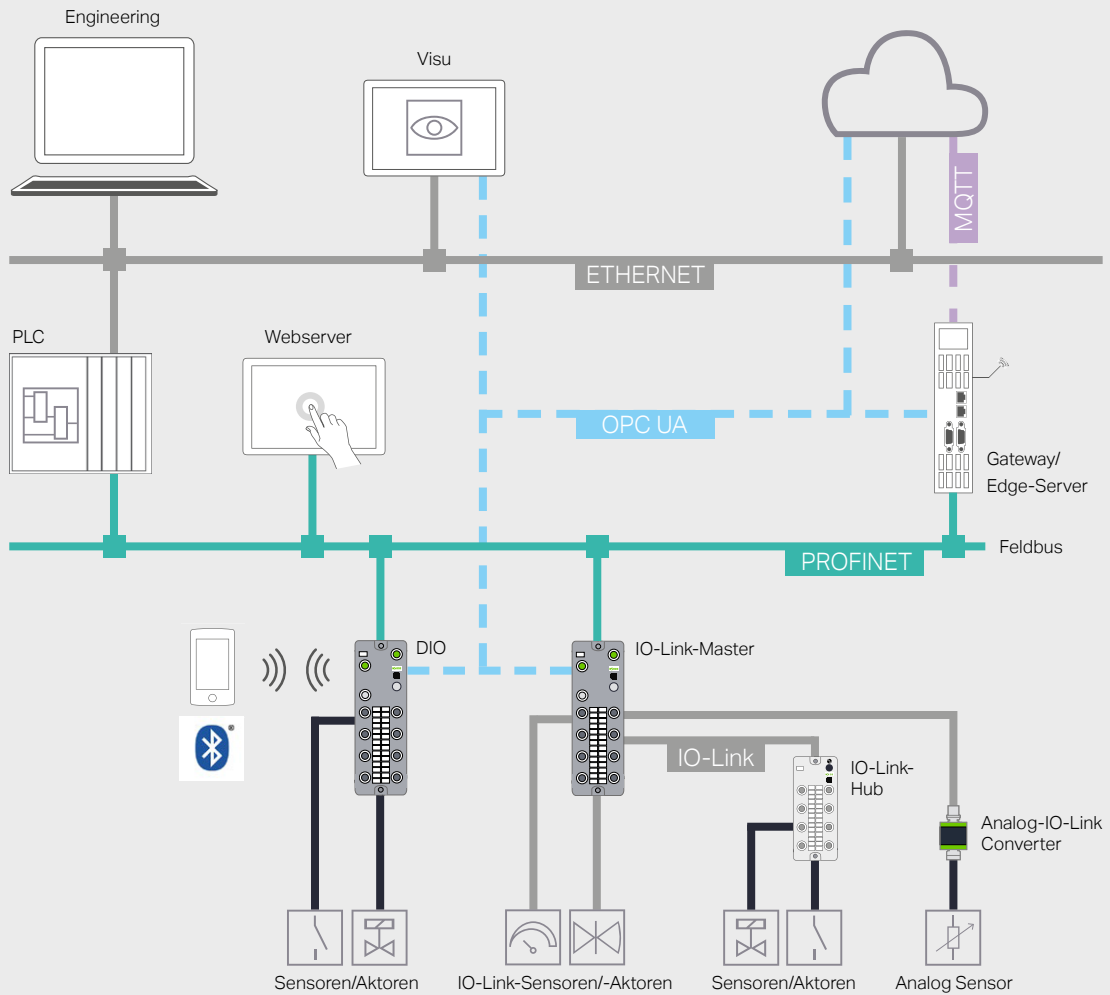 Engineering
Visu
MQTT
ETHERNET
PLC
Webserver
OPC UA
Gateway/
Edge-Server
Feldbus
PROFINET
DIO
IO-Link-Master
®
IO-Link
IO-Link-
Hub
Analog-IO-Link
Converter
Sensoren/Aktoren
IO-Link-Sensoren/-Aktoren
Sensoren/Aktoren
Analog Sensor